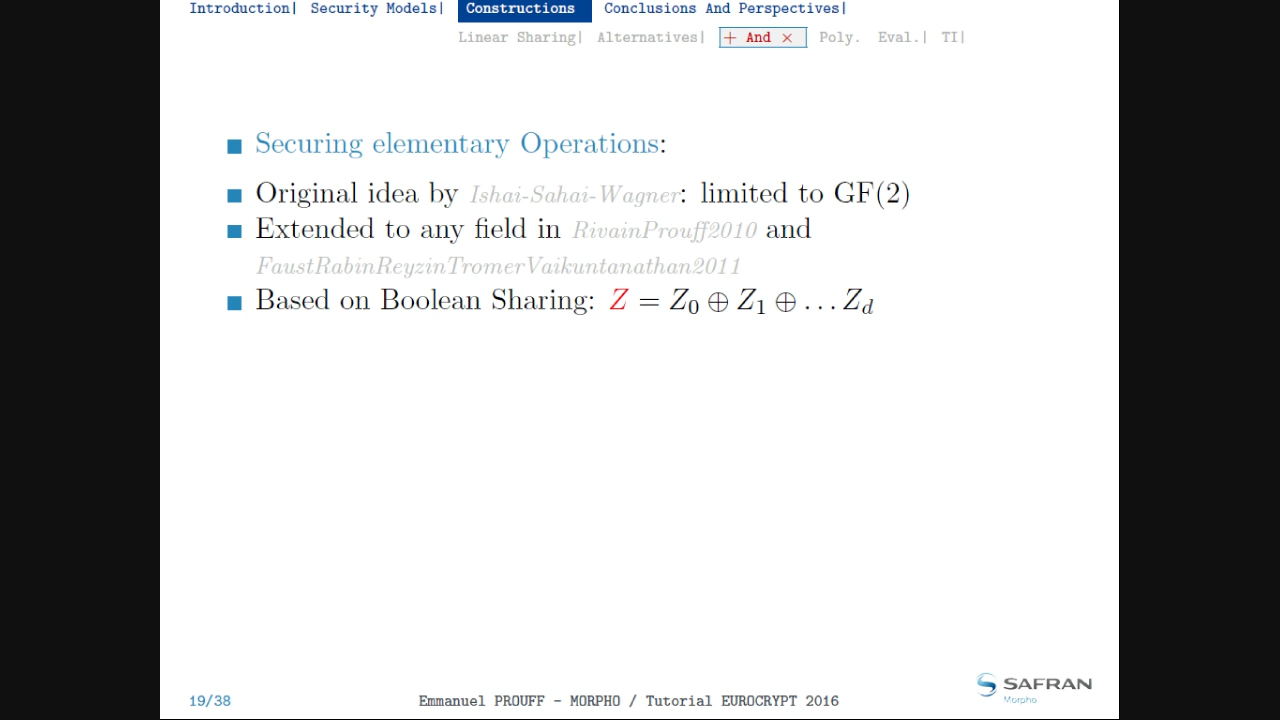 Introduction| Security Models| Constructions Conclusions And Perspectives|
Linear Sharing| Alternatives| + And × Poly. Eval.| TI|
Securing elementary Operations:
Original idea by Ishai-Sahai-Wagner: limited to GF(2)
Extended to any field in RivainProuff2010 and
FaustRabinReyzinTromerVaikuntanathan2011
Based on Boolean Sharing: Z = Z₀ ⊕ Z₁ ⊕ ... Z_d
SAFRAN
Morpho
19/38 Emmanuel PROUFF - MORPHO / Tutorial EUROCRYPT 2016